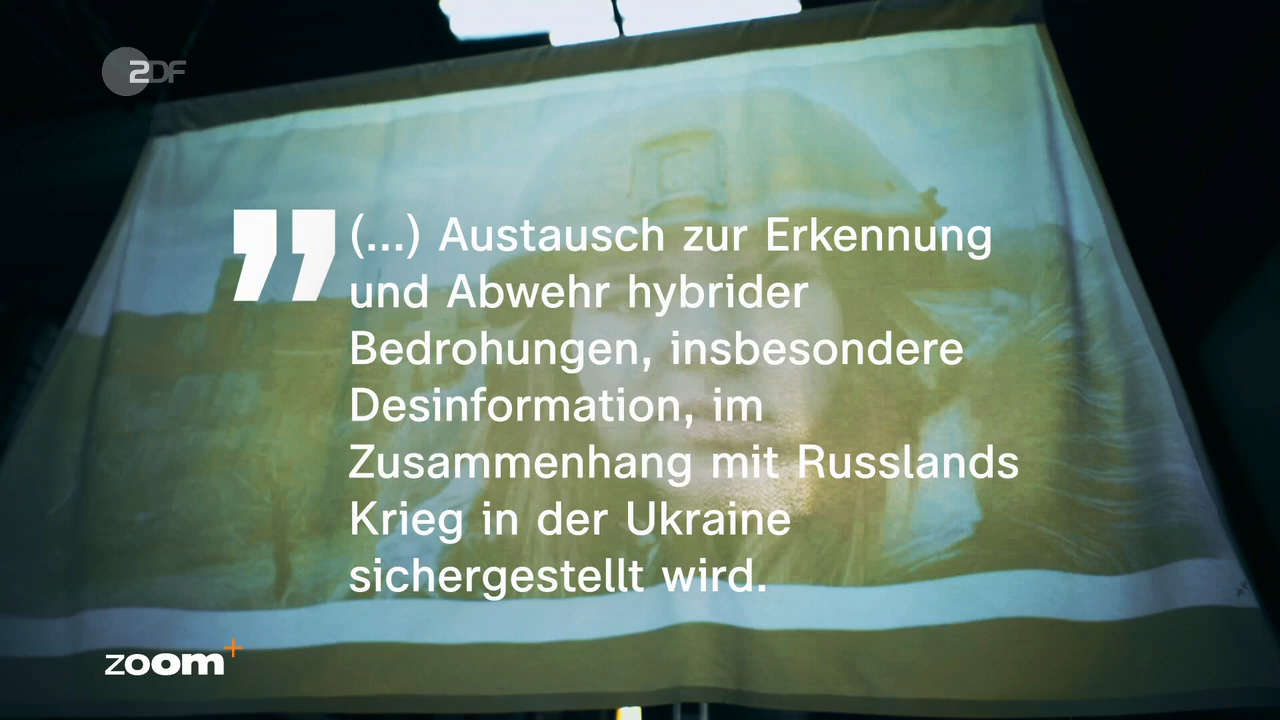 ZDF
” (...) Austausch zur Erkennung
und Abwehr hybrider
Bedrohungen, insbesondere
Desinformation, im
Zusammenhang mit Russlands
Krieg in der Ukraine
sichergestellt wird.
zoom+